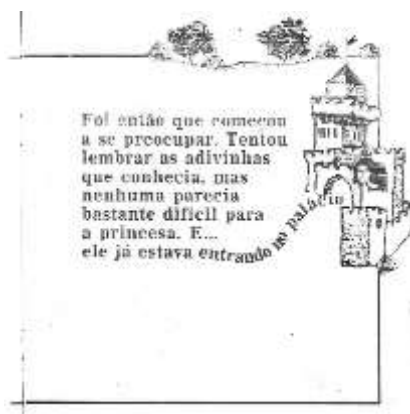 Foi então que começou
a se preocupar. Tentou
lembrar as adivinhas
que conhecia, mas
nenhuma parecia
bastante difícil para
a princesa. E...
ele já estava entrando no palácio